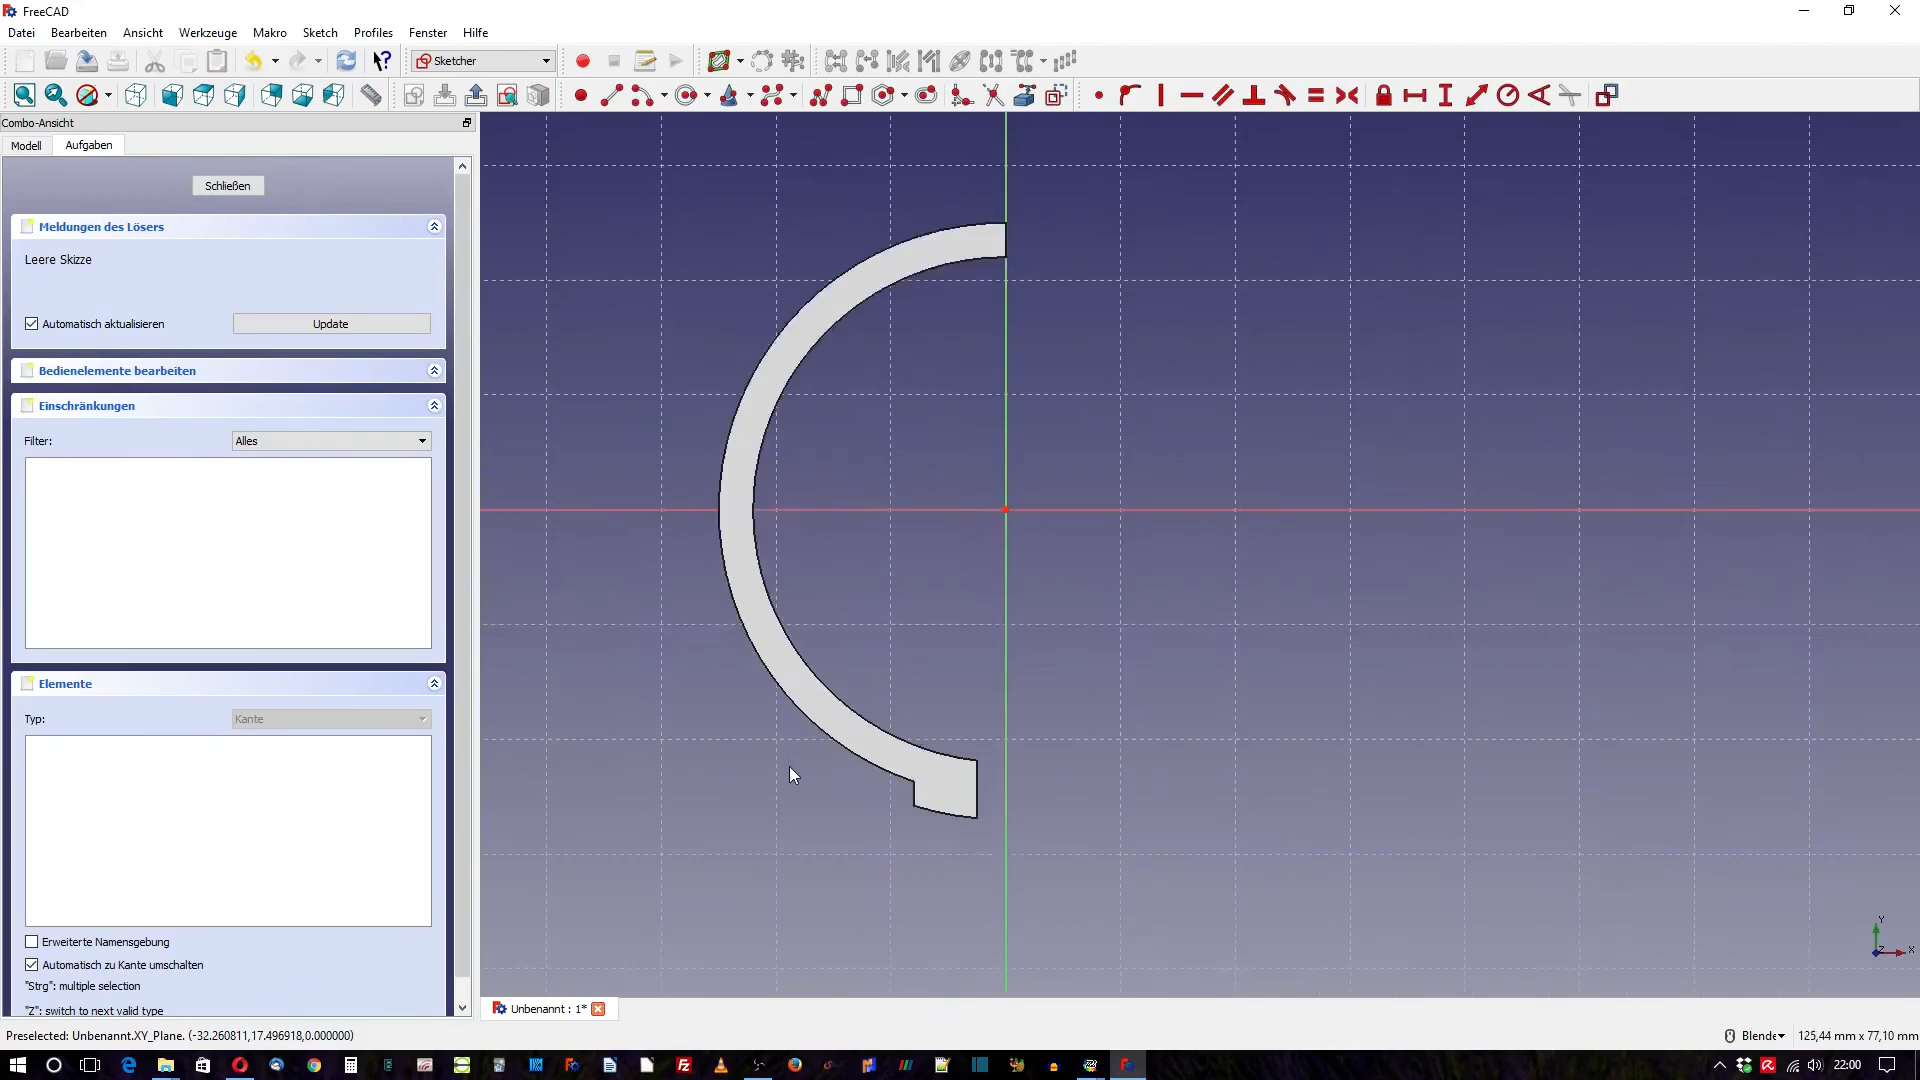 FreeCAD
Datei Bearbeiten Ansicht Werkzeuge Makro Sketch Profiles Fenster Hilfe
Sketcher
Combo-Ansicht
Modell Aufgaben
Schließen
Meldungen des Lösers
Leere Skizze
Automatisch aktualisieren Update
Bedienelemente bearbeiten
Einschränkungen
Filter: Alles
Elemente
Typ: Kante
Erweiterte Namensgebung
Automatisch zu Kante umschalten
"Strg": multiple selection
"Z": switch to next valid type
Y
Z X
Unbenannt : 1*
Preselected: Unbenannt.XY_Plane. (-32.260811,17.496918,0.000000) Blende 125,44 mm x 77,10 mm
22:00